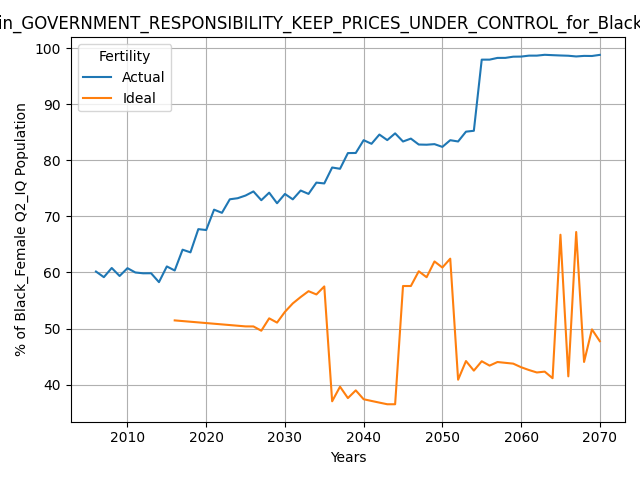 in_GOVERNMENT_RESPONSIBILITY_KEEP_PRICES_UNDER_CONTROL_for_Black
Fertility
Actual
Ideal
% of Black_Female Q2_IQ Population
100
90
80
70
60
50
40
2010
2020
2030
2040
2050
2060
2070
Years